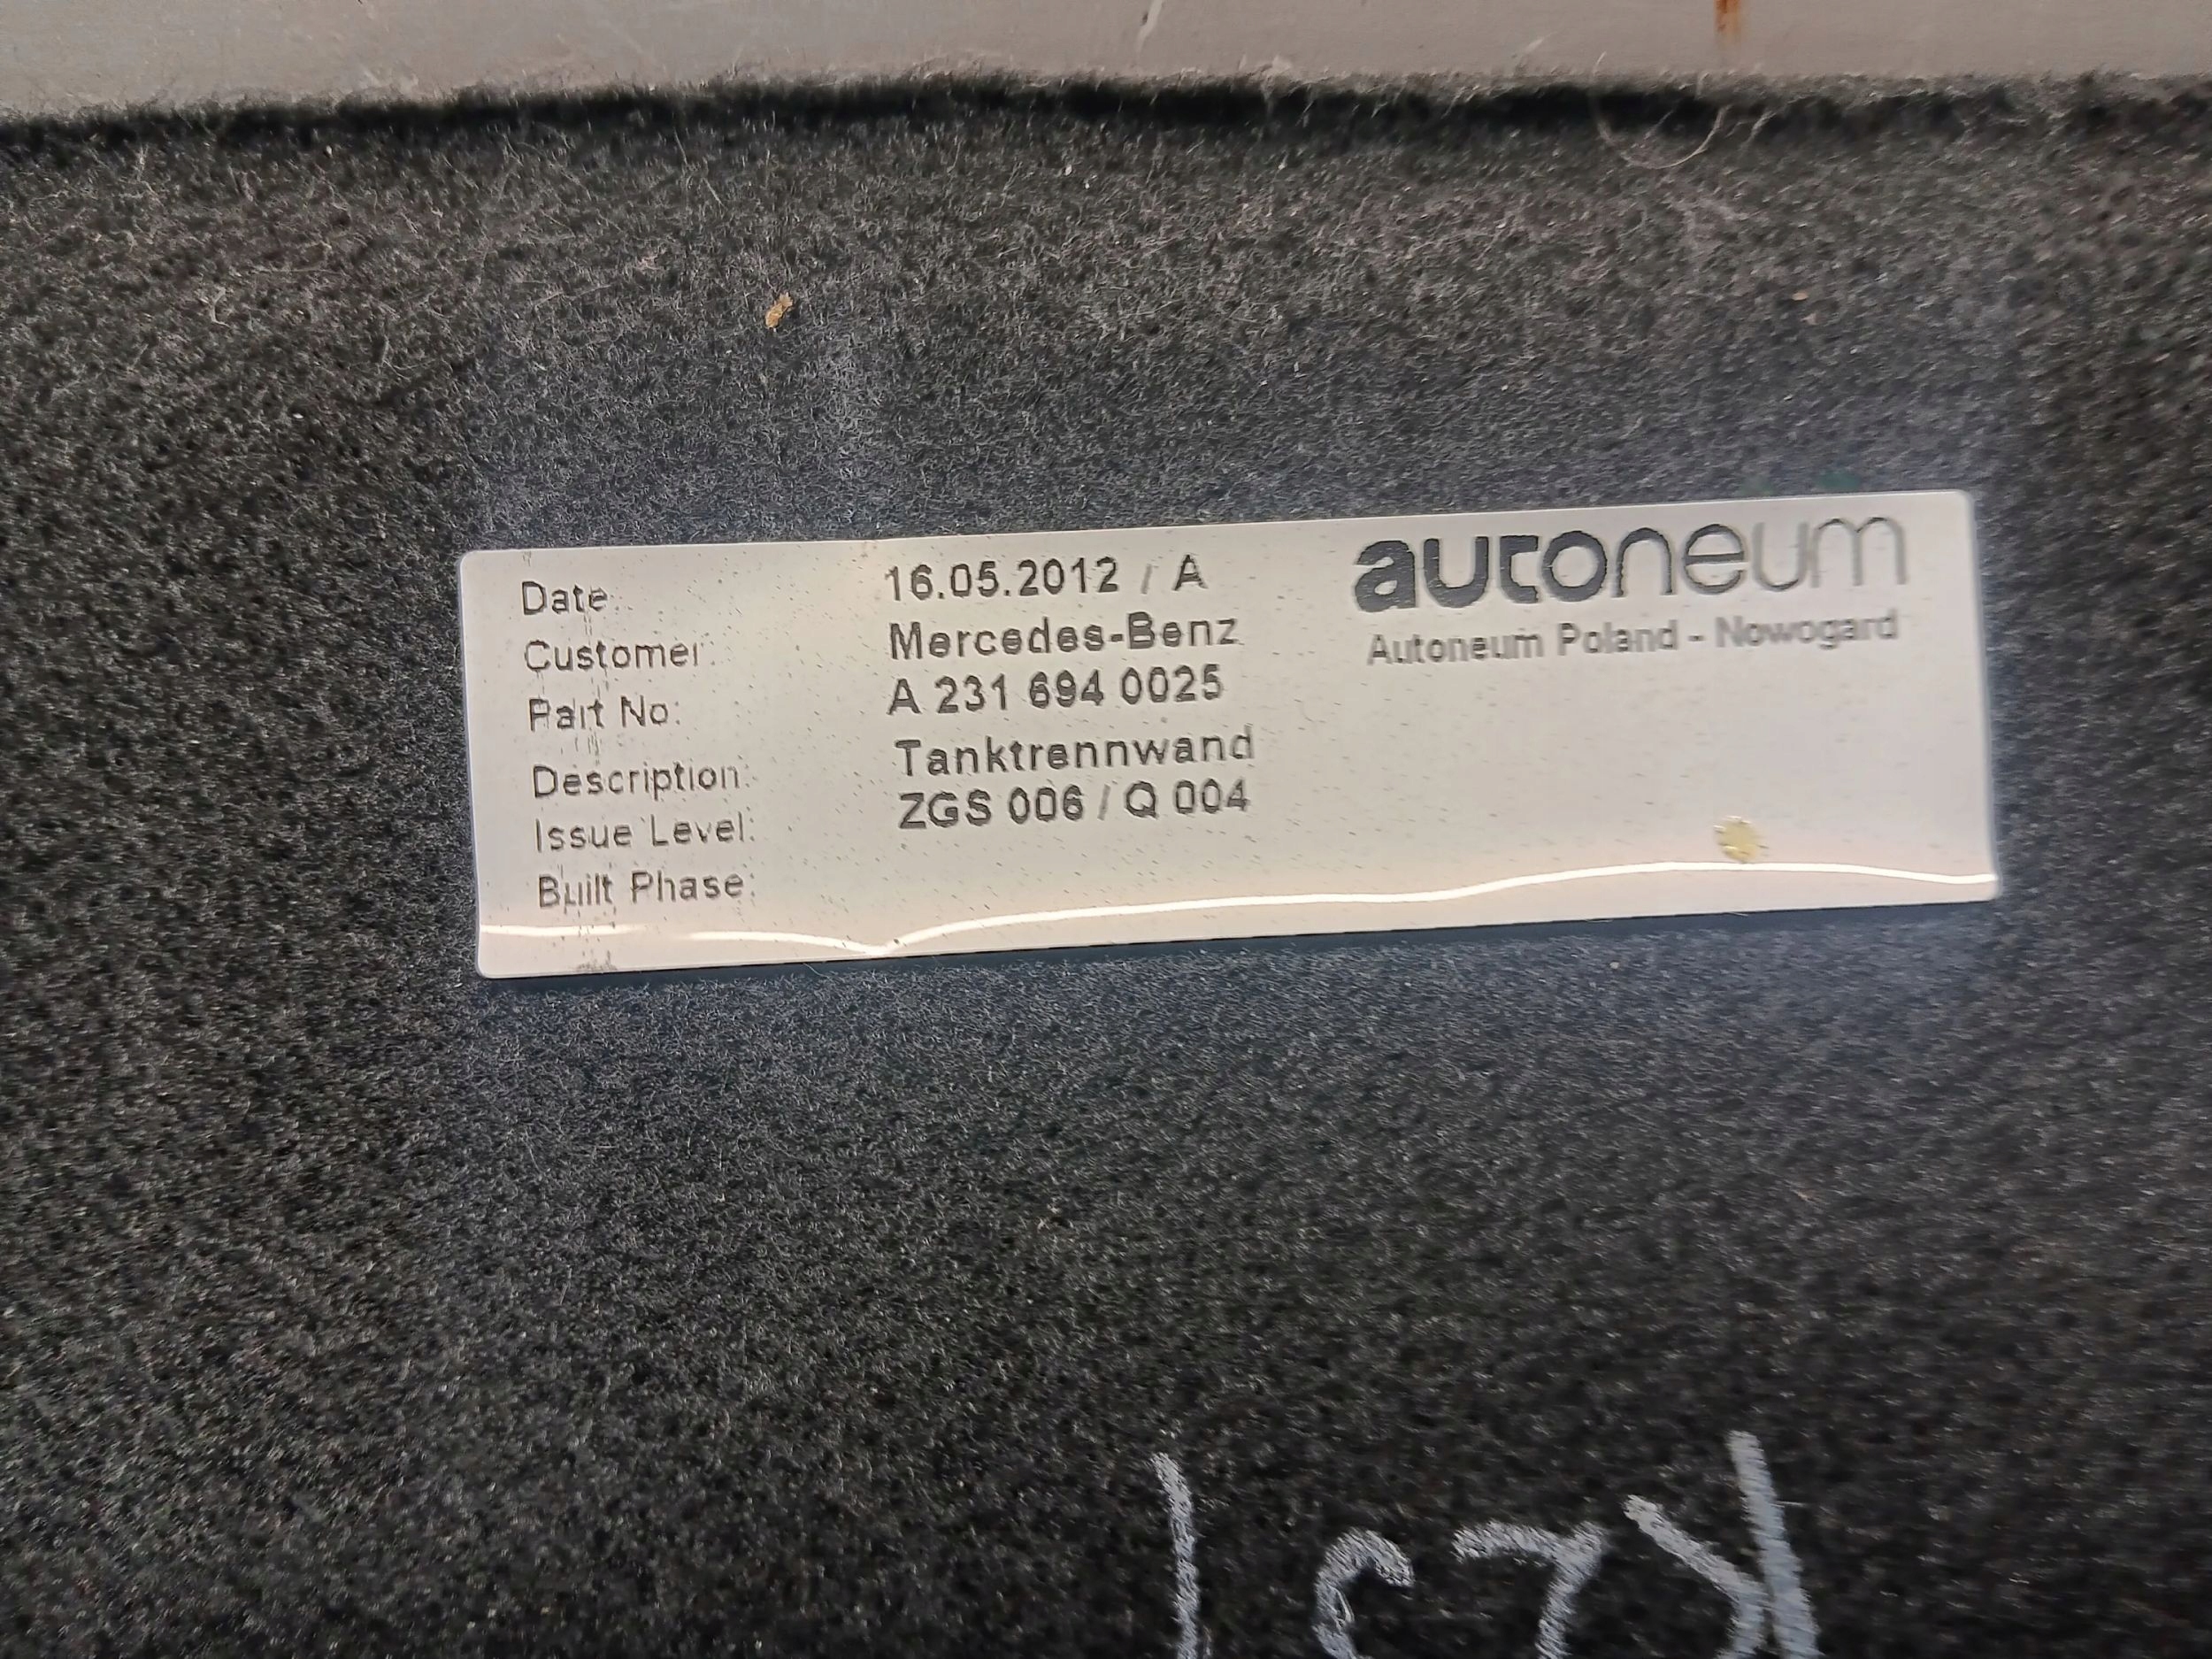 autoneum
Autoneum Poland - Nowogard
Date: 16.05.2012 / A
Customer: Mercedes-Benz
Part No: A 231 694 0025
Description: Tanktrennwand
Issue Level: ZGS 006 / Q 004
Built Phase: